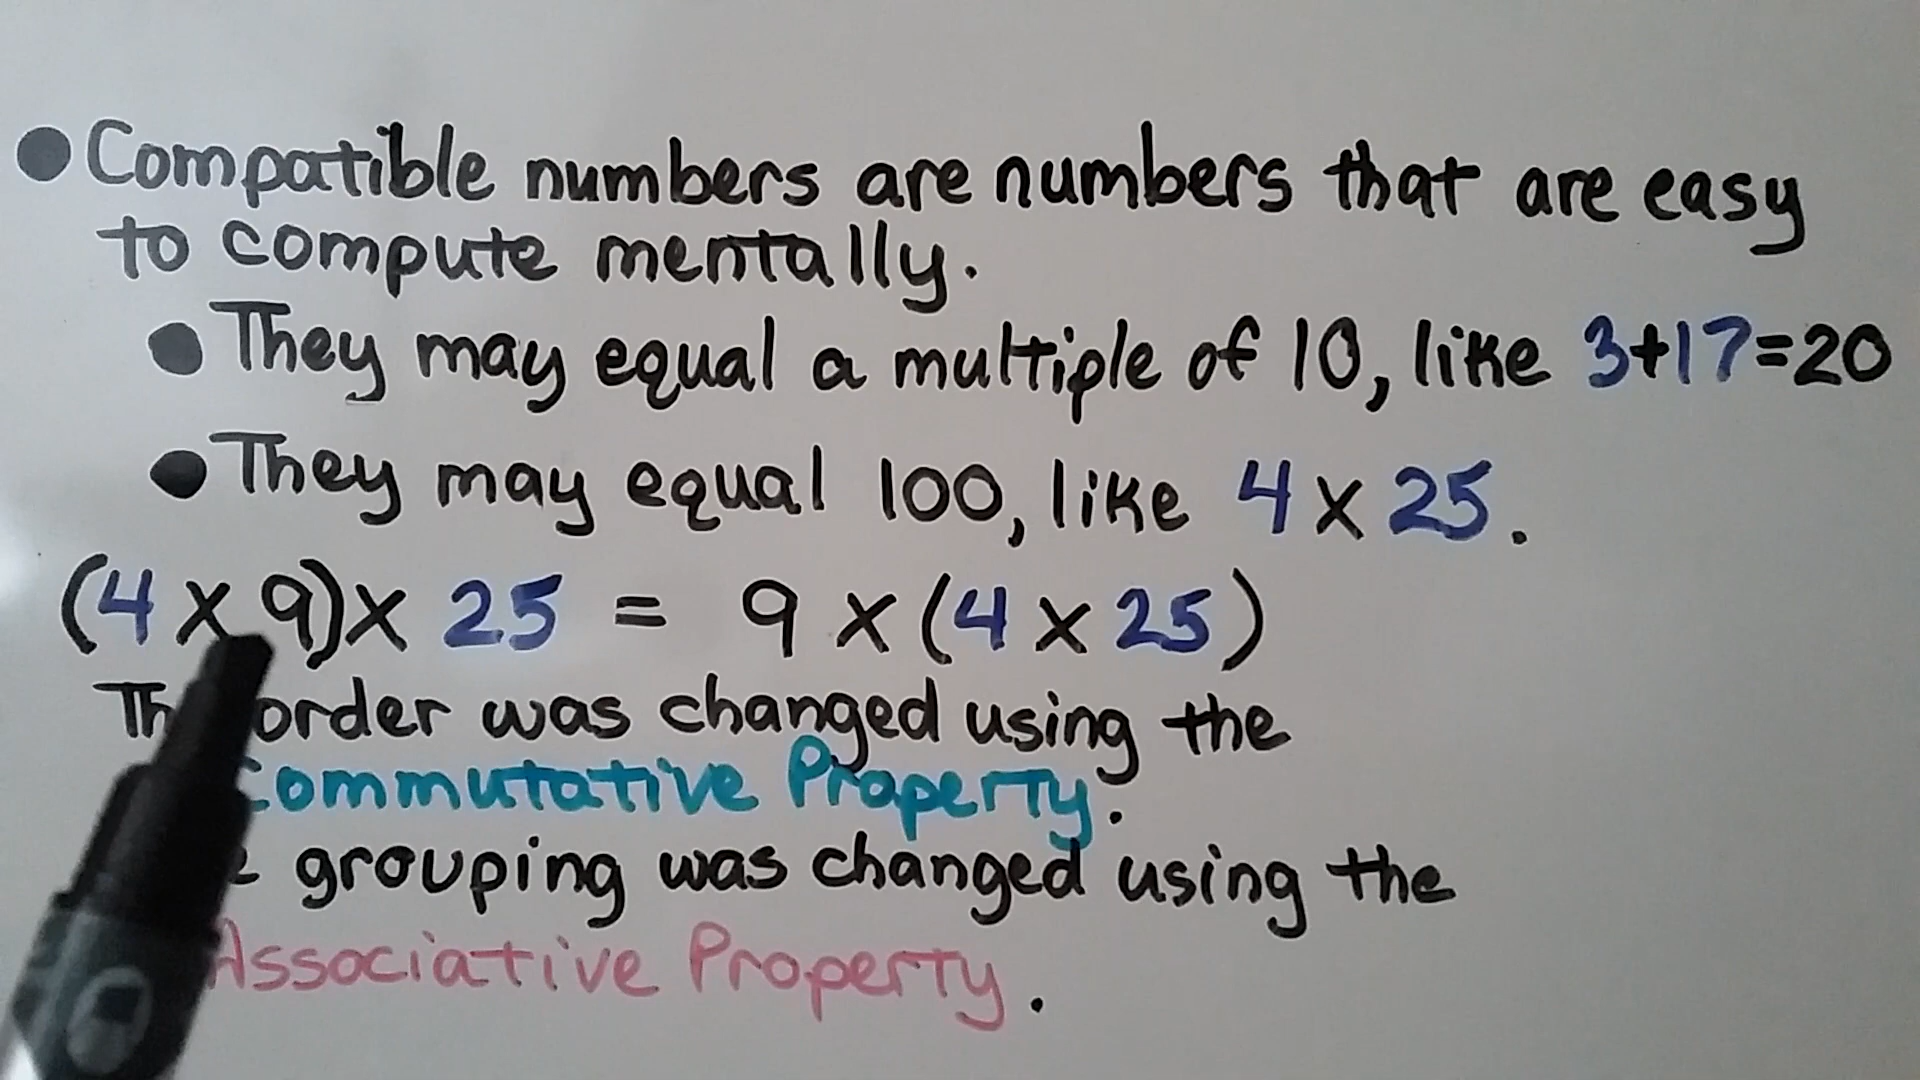 ● Compatible numbers are numbers that are easy
to compute mentally.
● They may equal a multiple of 10, like 3+17=20
● They may equal 100, like 4 x 25.
(4 x 9) x 25 = 9 x (4 x 25)
order was changed using the
Commutative Property.
grouping was changed using the
Associative Property.